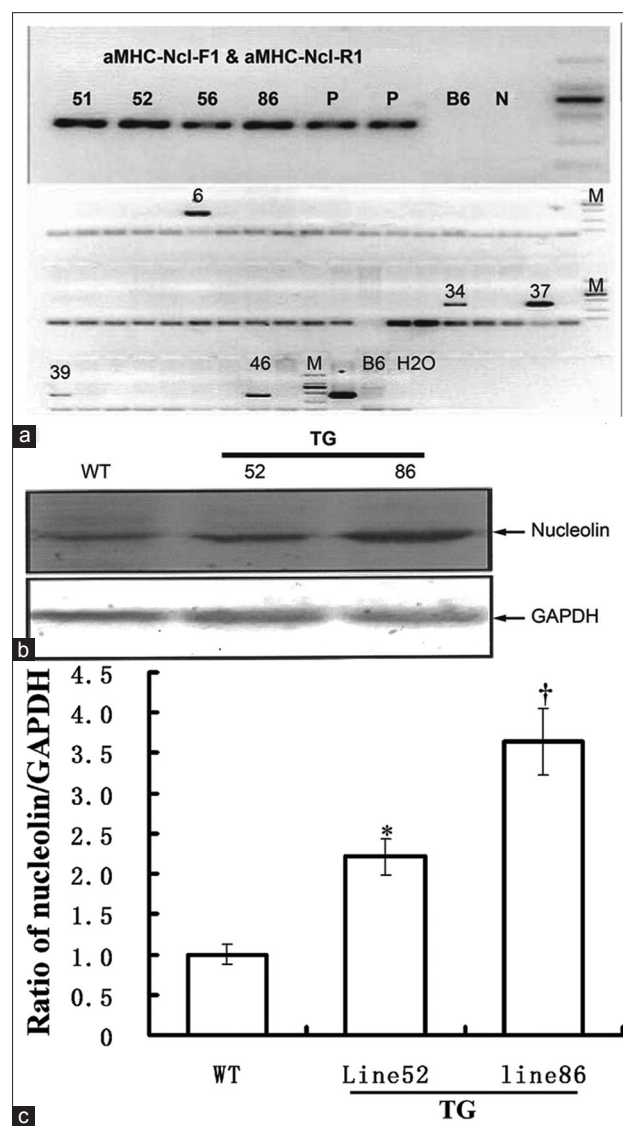 aMHC-Ncl-F1 & aMHC-Ncl-R1
51 52 56 86 P P B6 N
6 M
34 37 M
39 46 M B6 H2O
a
TG
WT 52 86
Nucleolin
GAPDH
b
Ratio of nucleolin/GAPDH
4.5
4.0
3.5
3.0
2.5
2.0
1.5
1.0
0.5
0
* †
WT Line52 line86
TG
c